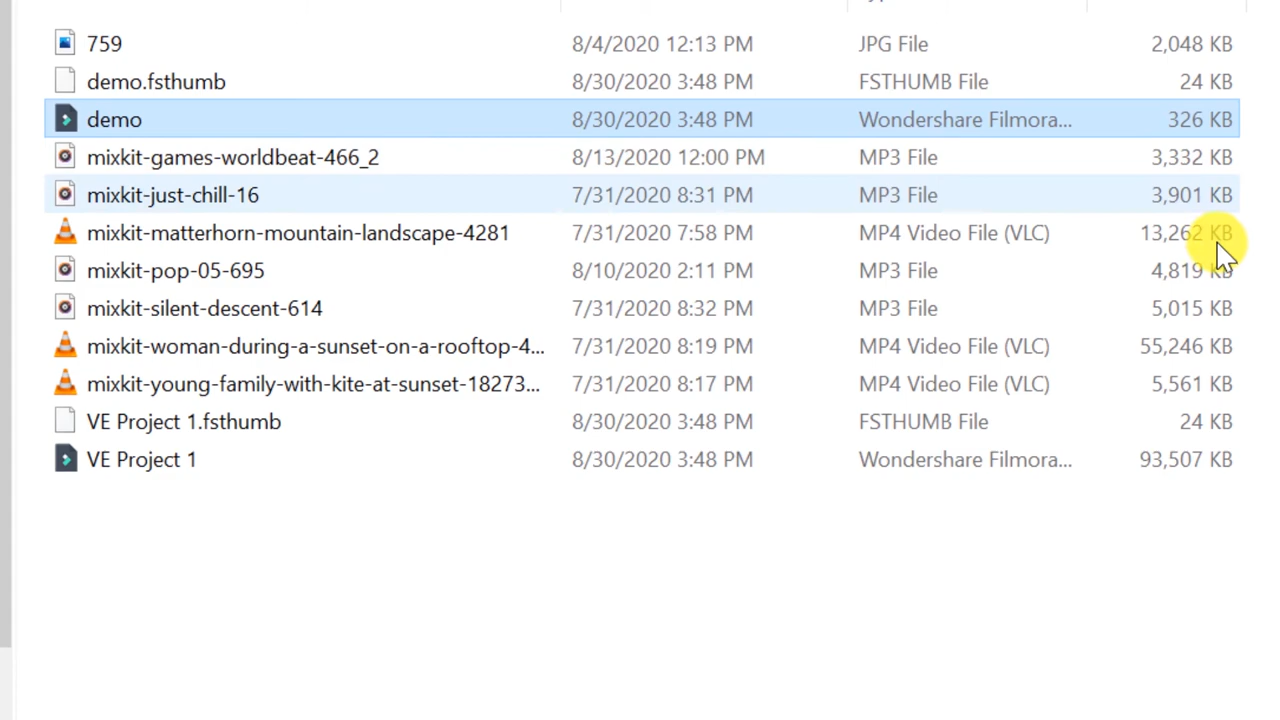 759 8/4/2020 12:13 PM JPG File 2,048 KB
demo.fsthumb 8/30/2020 3:48 PM FSTHUMB File 24 KB
demo 8/30/2020 3:48 PM Wondershare Filmora... 326 KB
mixkit-games-worldbeat-466_2 8/13/2020 12:00 PM MP3 File 3,332 KB
mixkit-just-chill-16 7/31/2020 8:31 PM MP3 File 3,901 KB
mixkit-matterhorn-mountain-landscape-4281 7/31/2020 7:58 PM MP4 Video File (VLC) 13,262 KB
mixkit-pop-05-695 8/10/2020 2:11 PM MP3 File 4,819 KB
mixkit-silent-descent-614 7/31/2020 8:32 PM MP3 File 5,015 KB
mixkit-woman-during-a-sunset-on-a-rooftop-4... 7/31/2020 8:19 PM MP4 Video File (VLC) 55,246 KB
mixkit-young-family-with-kite-at-sunset-18273... 7/31/2020 8:17 PM MP4 Video File (VLC) 5,561 KB
VE Project 1.fsthumb 8/30/2020 3:48 PM FSTHUMB File 24 KB
VE Project 1 8/30/2020 3:48 PM Wondershare Filmora... 93,507 KB